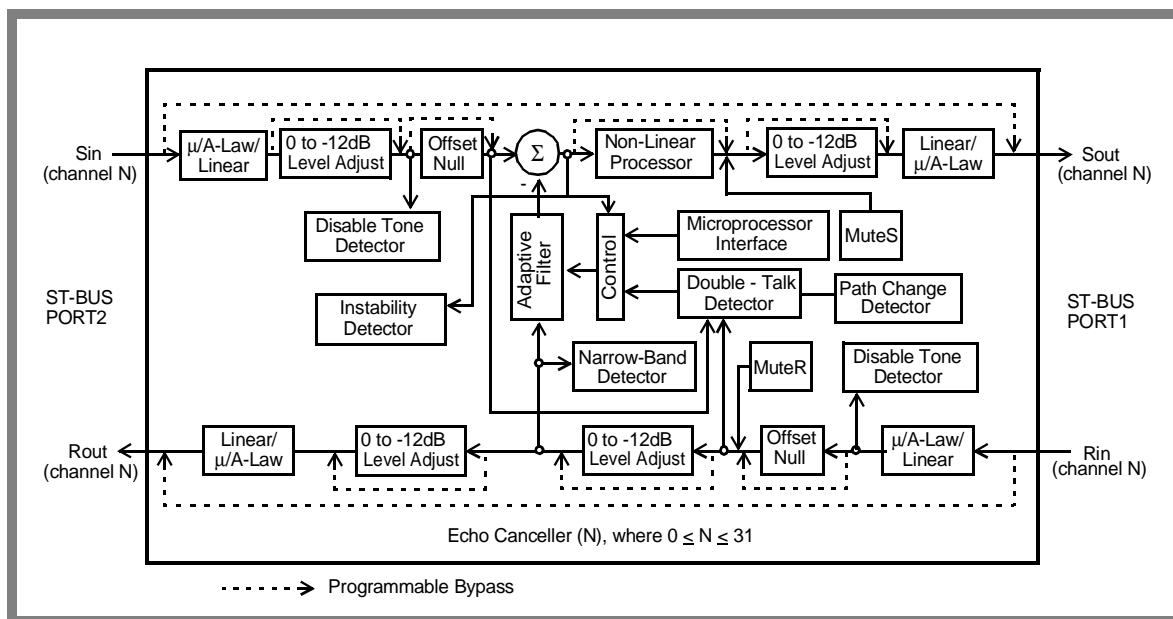 Sin
(channel N)
μ/A-Law/
Linear
0 to -12dB
Level Adjust
Offset
Null
Σ
-
Non-Linear
Processor
0 to -12dB
Level Adjust
Linear/
μ/A-Law
Sout
(channel N)
Disable Tone
Detector
Adaptive
Filter
Control
Microprocessor
Interface
MuteS
ST-BUS
PORT2
Instability
Detector
Double - Talk
Detector
Path Change
Detector
ST-BUS
PORT1
Narrow-Band
Detector
MuteR
Disable Tone
Detector
Rout
(channel N)
Linear/
μ/A-Law
0 to -12dB
Level Adjust
0 to -12dB
Level Adjust
Offset
Null
μ/A-Law/
Linear
Rin
(channel N)
Echo Canceller (N), where 0 ≤ N ≤ 31
Programmable Bypass